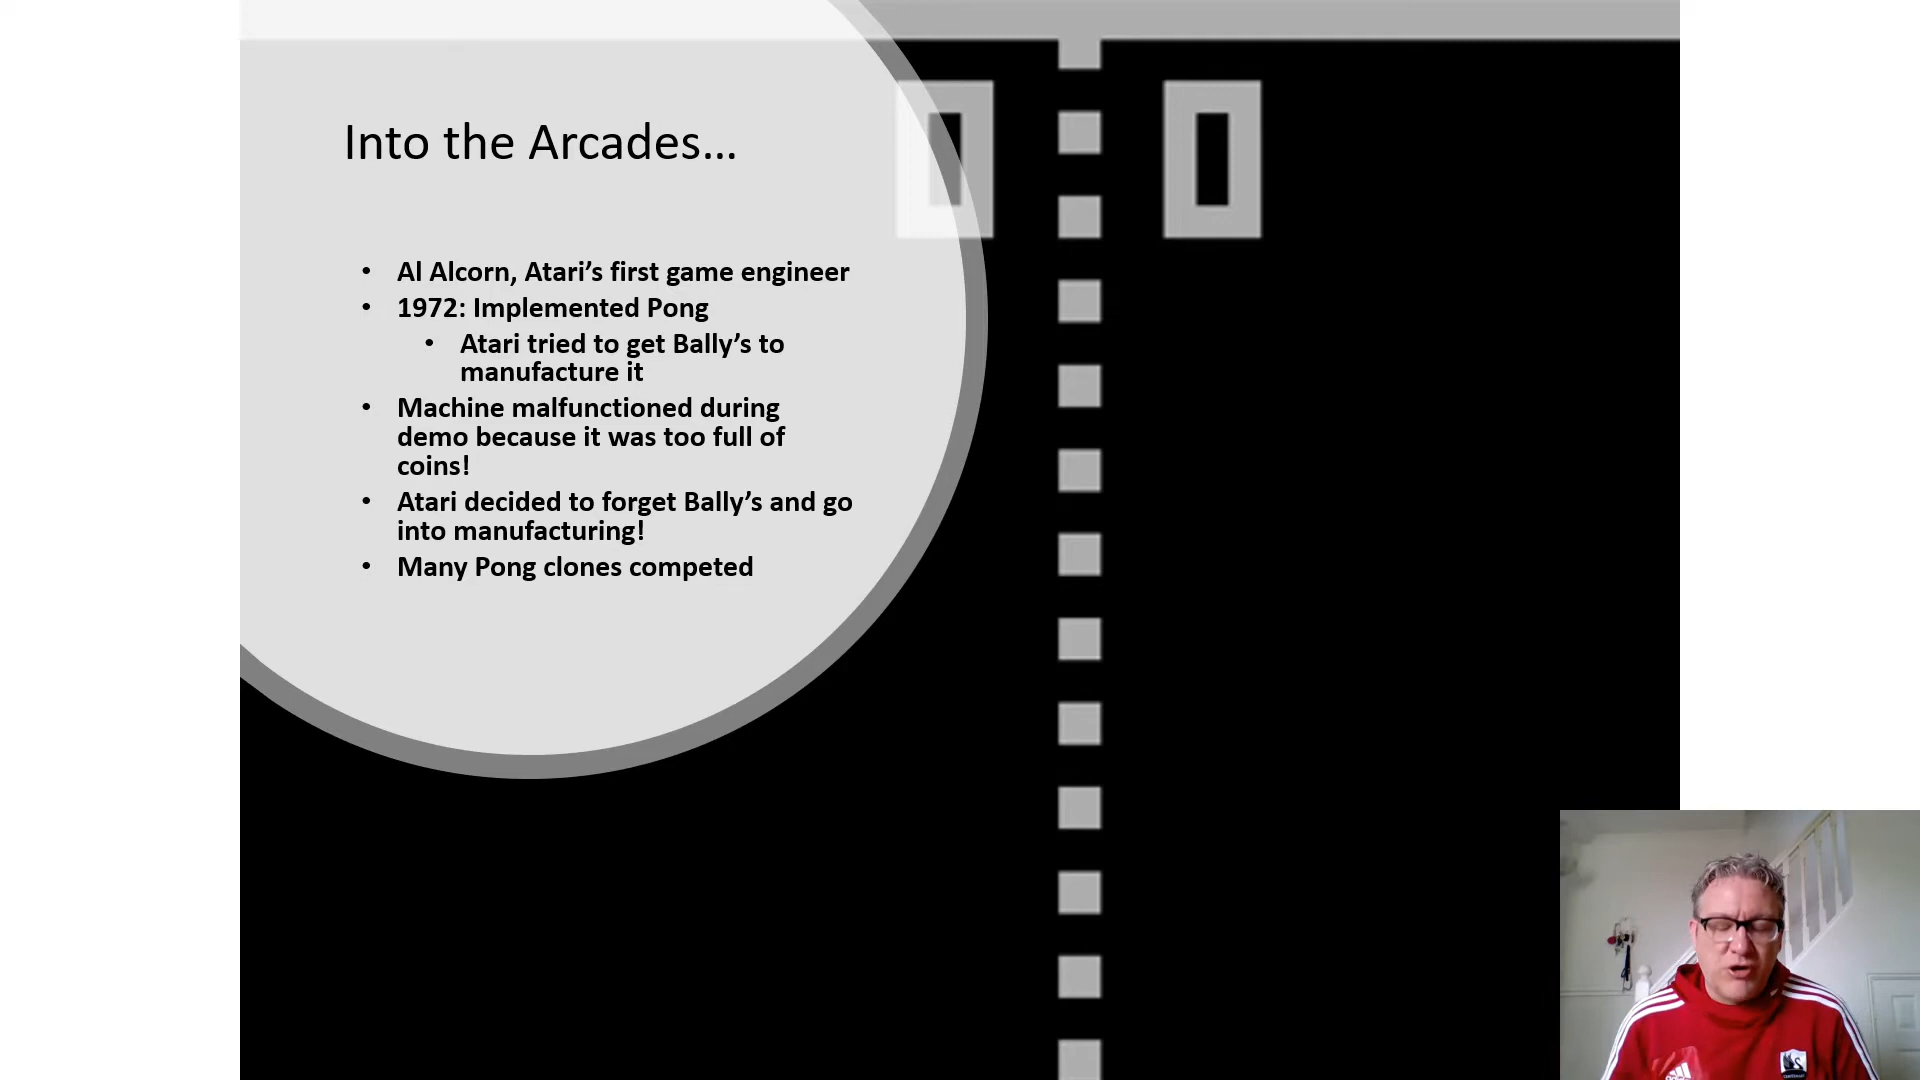 Into the Arcades...
• Al Alcorn, Atari’s first game engineer
• 1972: Implemented Pong
• Atari tried to get Bally’s to
manufacture it
• Machine malfunctioned during
demo because it was too full of
coins!
• Atari decided to forget Bally’s and go
into manufacturing!
• Many Pong clones competed
0 0